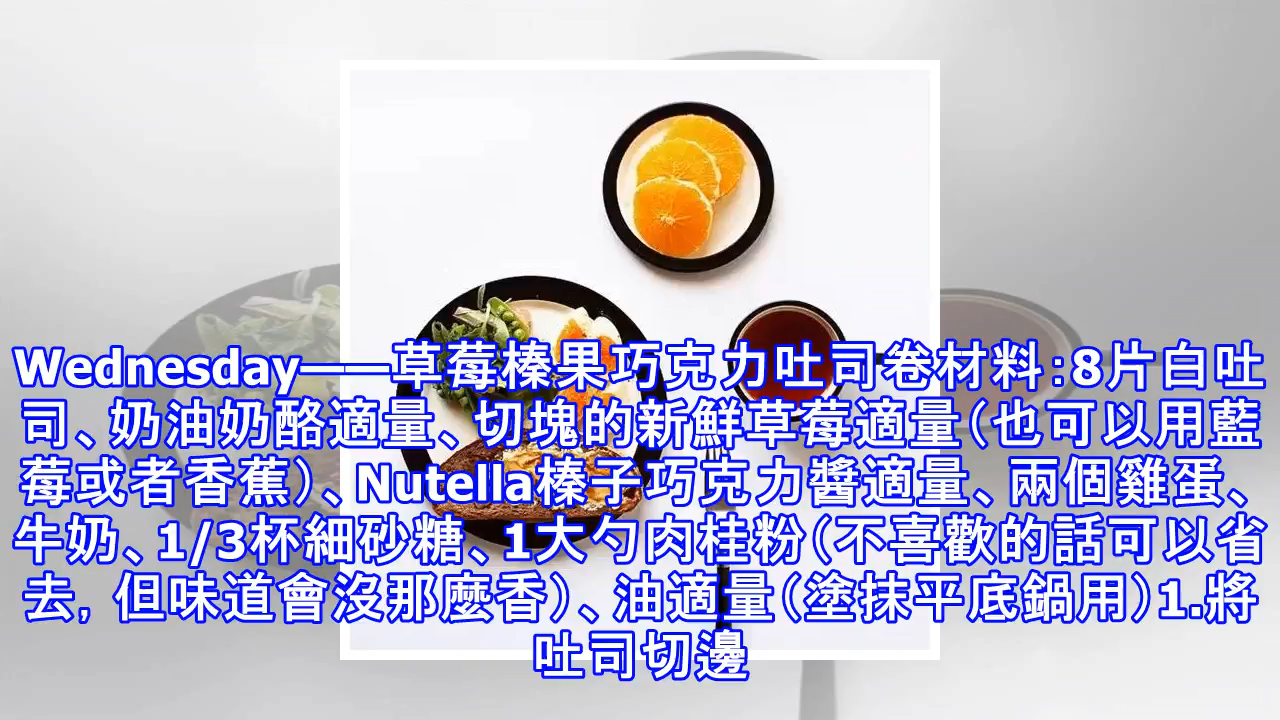 Wednesday——草莓榛果巧克力吐司卷材料：8片白吐
司、奶油奶酪適量、切塊的新鮮草莓適量（也可以用藍
莓或者香蕉）、Nutella榛子巧克力醬適量、兩個雞蛋、
牛奶、1/3杯細砂糖、1大勺肉桂粉（不喜歡的話可以省
去，但味道會沒那麼香）、油適量（塗抹平底鍋用）1.將
吐司切邊